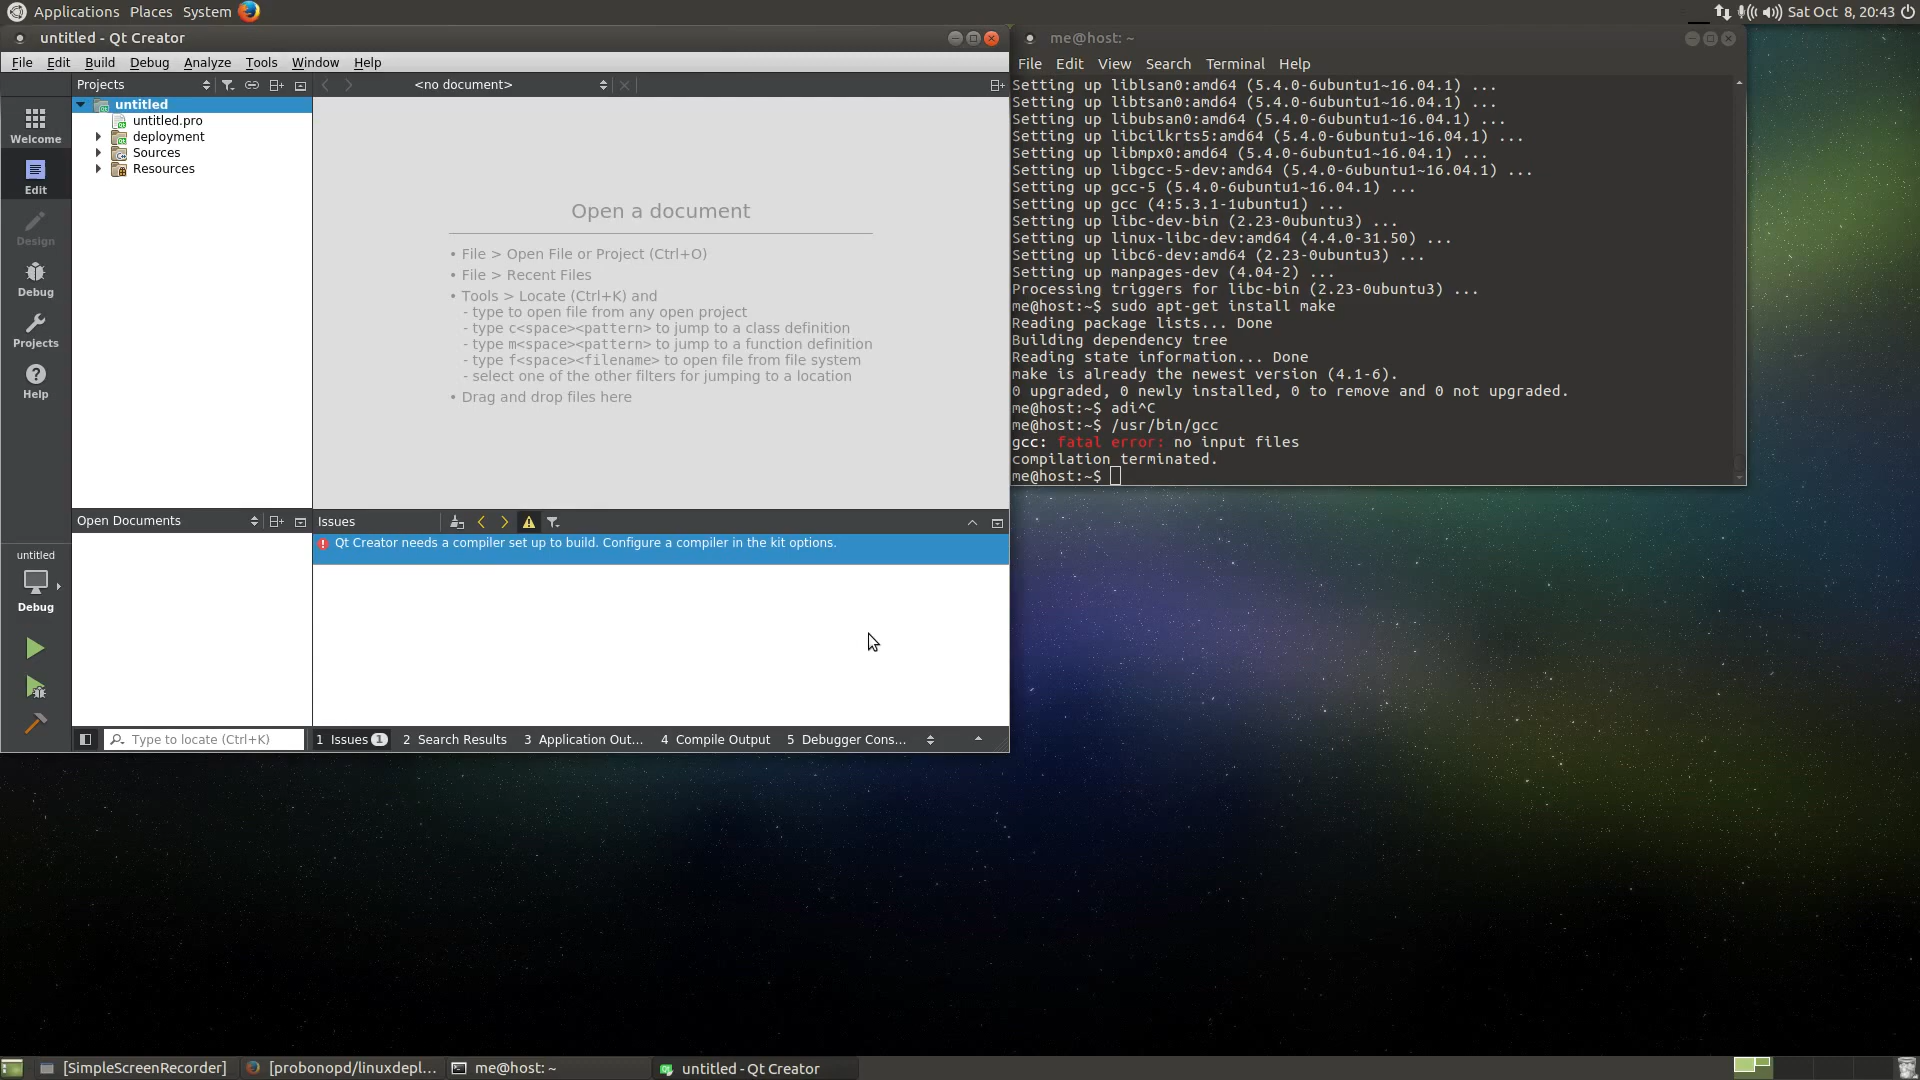 Applications Places System
Sat Oct 8, 20:43
untitled - Qt Creator
File Edit Build Debug Analyze Tools Window Help
Projects
<no document>
untitled
untitled.pro
deployment
Sources
Resources
Welcome
Edit
Design
Debug
Projects
Help
Open a document
• File > Open File or Project (Ctrl+O)
• File > Recent Files
• Tools > Locate (Ctrl+K) and
- type to open file from any open project
- type c<space><pattern> to jump to a class definition
- type m<space><pattern> to jump to a function definition
- type f<space><filename> to open file from file system
- select one of the other filters for jumping to a location
• Drag and drop files here
Open Documents
Issues
Qt Creator needs a compiler set up to build. Configure a compiler in the kit options.
untitled
Debug
Type to locate (Ctrl+K)
1 Issues 1 2 Search Results 3 Application Out... 4 Compile Output 5 Debugger Cons...
me@host: ~
File Edit View Search Terminal Help
Setting up liblsan0:amd64 (5.4.0-6ubuntu1~16.04.1) ...
Setting up libtsan0:amd64 (5.4.0-6ubuntu1~16.04.1) ...
Setting up libubsan0:amd64 (5.4.0-6ubuntu1~16.04.1) ...
Setting up libcilkrts5:amd64 (5.4.0-6ubuntu1~16.04.1) ...
Setting up libmpx0:amd64 (5.4.0-6ubuntu1~16.04.1) ...
Setting up libgcc-5-dev:amd64 (5.4.0-6ubuntu1~16.04.1) ...
Setting up gcc-5 (5.4.0-6ubuntu1~16.04.1) ...
Setting up gcc (4:5.3.1-1ubuntu1) ...
Setting up libc-dev-bin (2.23-0ubuntu3) ...
Setting up linux-libc-dev:amd64 (4.4.0-31.50) ...
Setting up libc6-dev:amd64 (2.23-0ubuntu3) ...
Setting up manpages-dev (4.04-2) ...
Processing triggers for libc-bin (2.23-0ubuntu3) ...
me@host:~$ sudo apt-get install make
Reading package lists... Done
Building dependency tree
Reading state information... Done
make is already the newest version (4.1-6).
0 upgraded, 0 newly installed, 0 to remove and 0 not upgraded.
me@host:~$ adi^C
me@host:~$ /usr/bin/gcc
gcc: fatal error: no input files
compilation terminated.
me@host:~$
[SimpleScreenRecorder] [probonopd/linuxdepl... me@host: ~ untitled - Qt Creator